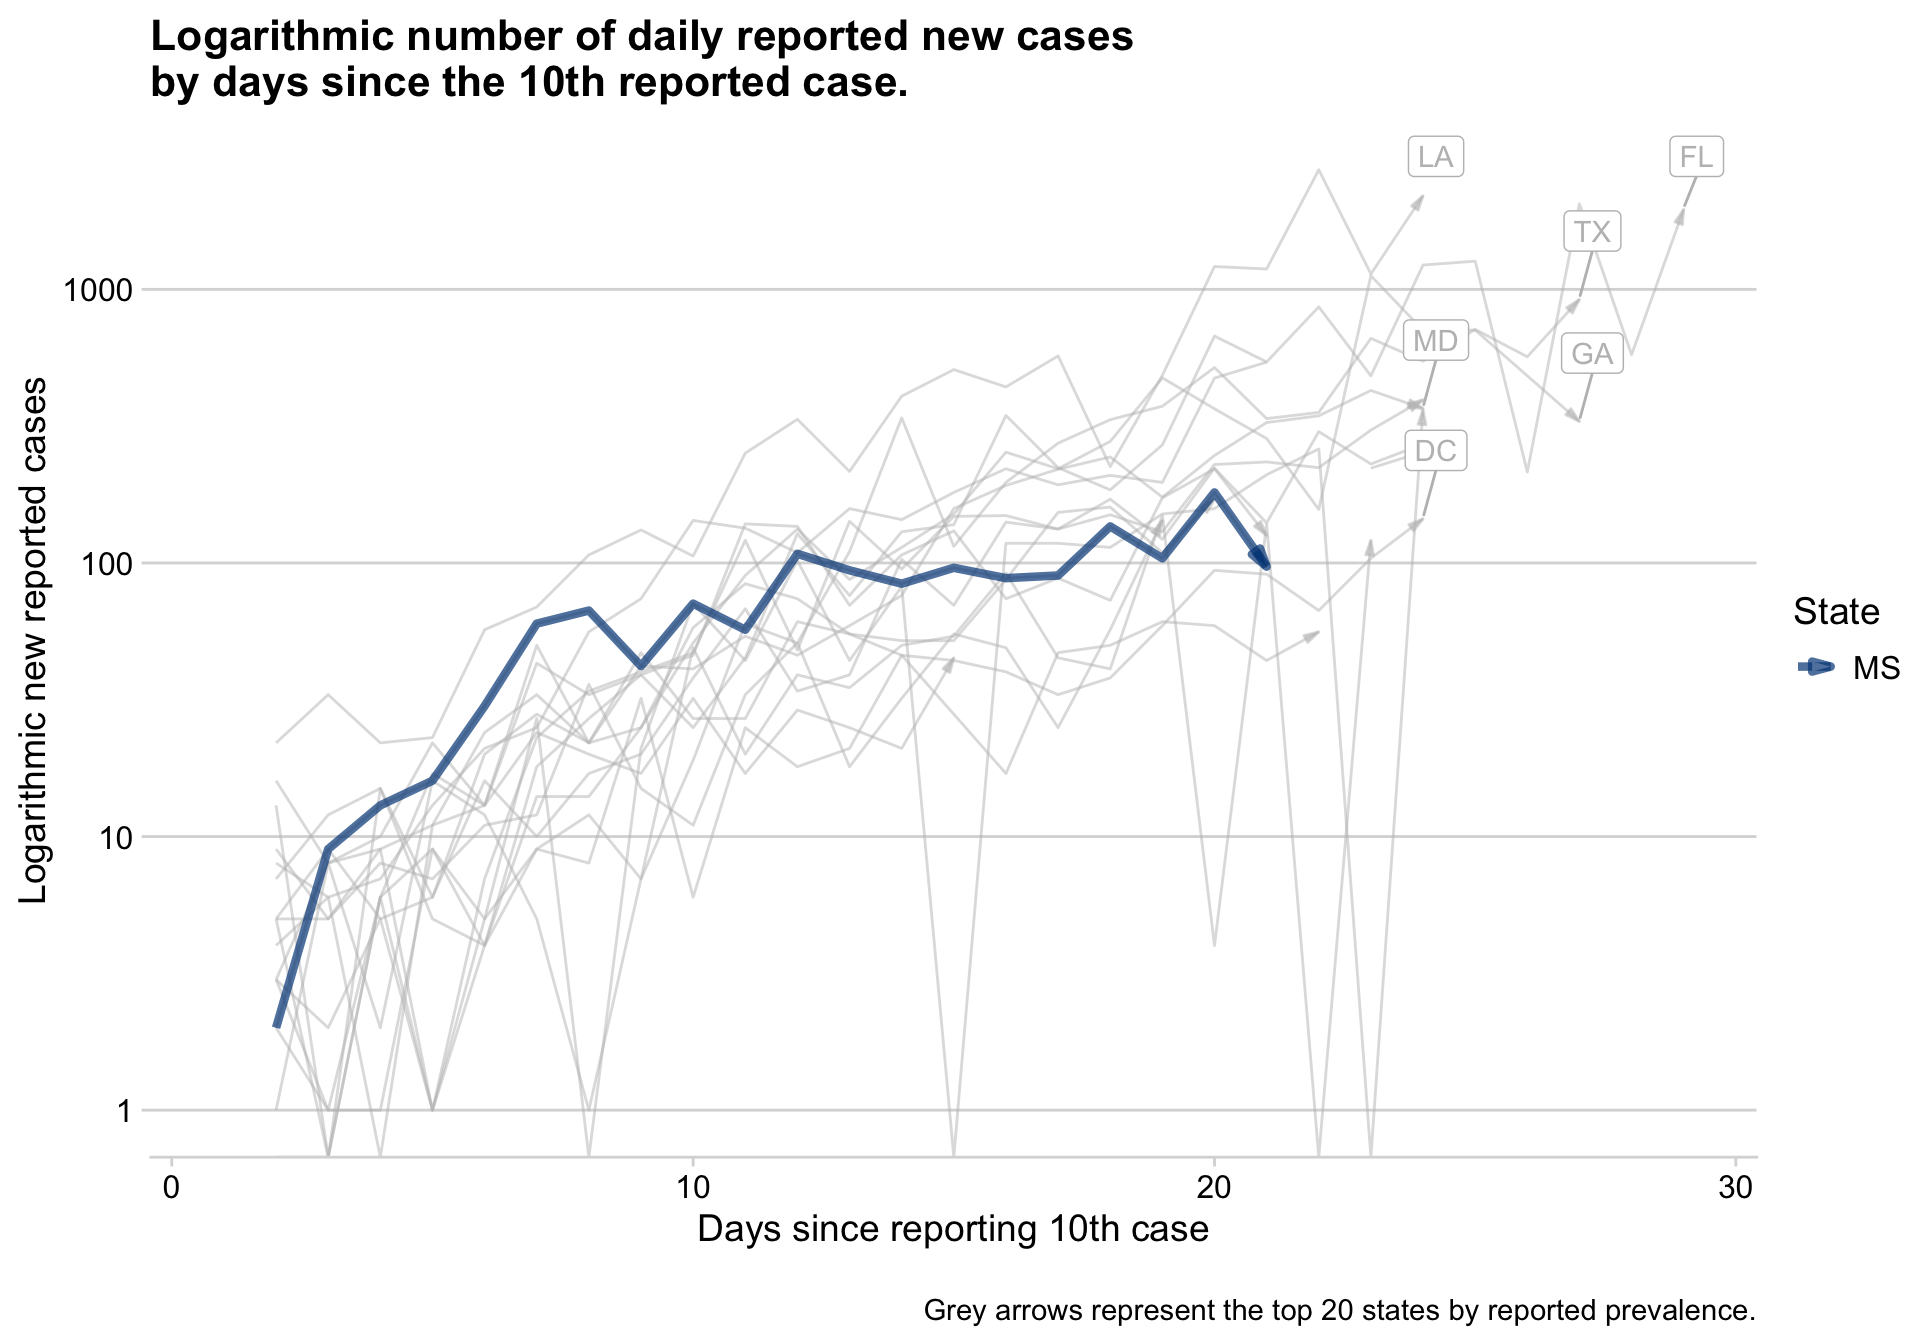 Logarithmic number of daily reported new cases
by days since the 10th reported case.
LA
FL
TX
1000
MD
GA
DC
Logarithmic new reported cases
100
State
MS
10
1
0
10
20
30
Days since reporting 10th case
Grey arrows represent the top 20 states by reported prevalence.